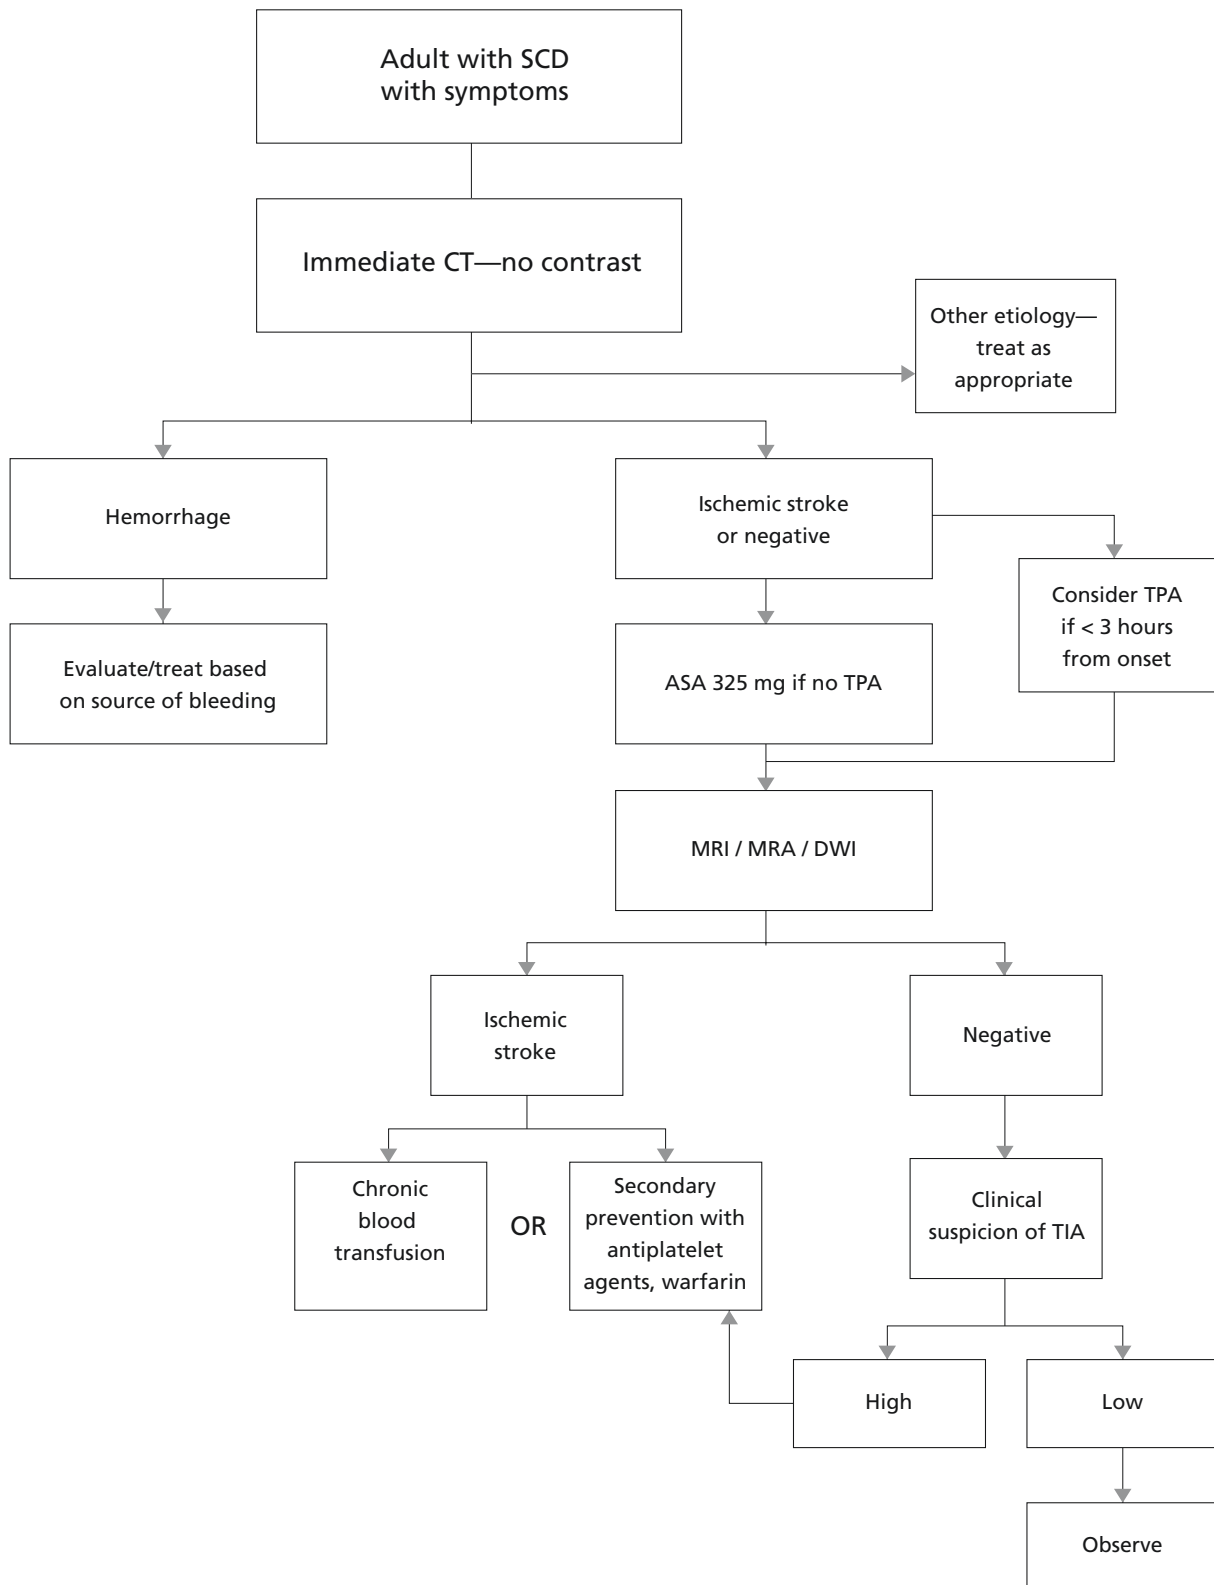 Adult with SCD
with symptoms
Immediate CT—no contrast
Other etiology—
treat as
appropriate
Hemorrhage
Ischemic stroke
or negative
Consider TPA
if < 3 hours
from onset
Evaluate/treat based
on source of bleeding
ASA 325 mg if no TPA
MRI / MRA / DWI
Ischemic
stroke
Negative
Chronic
blood
transfusion
OR
Secondary
prevention with
antiplatelet
agents, warfarin
Clinical
suspicion of TIA
High
Low
Observe